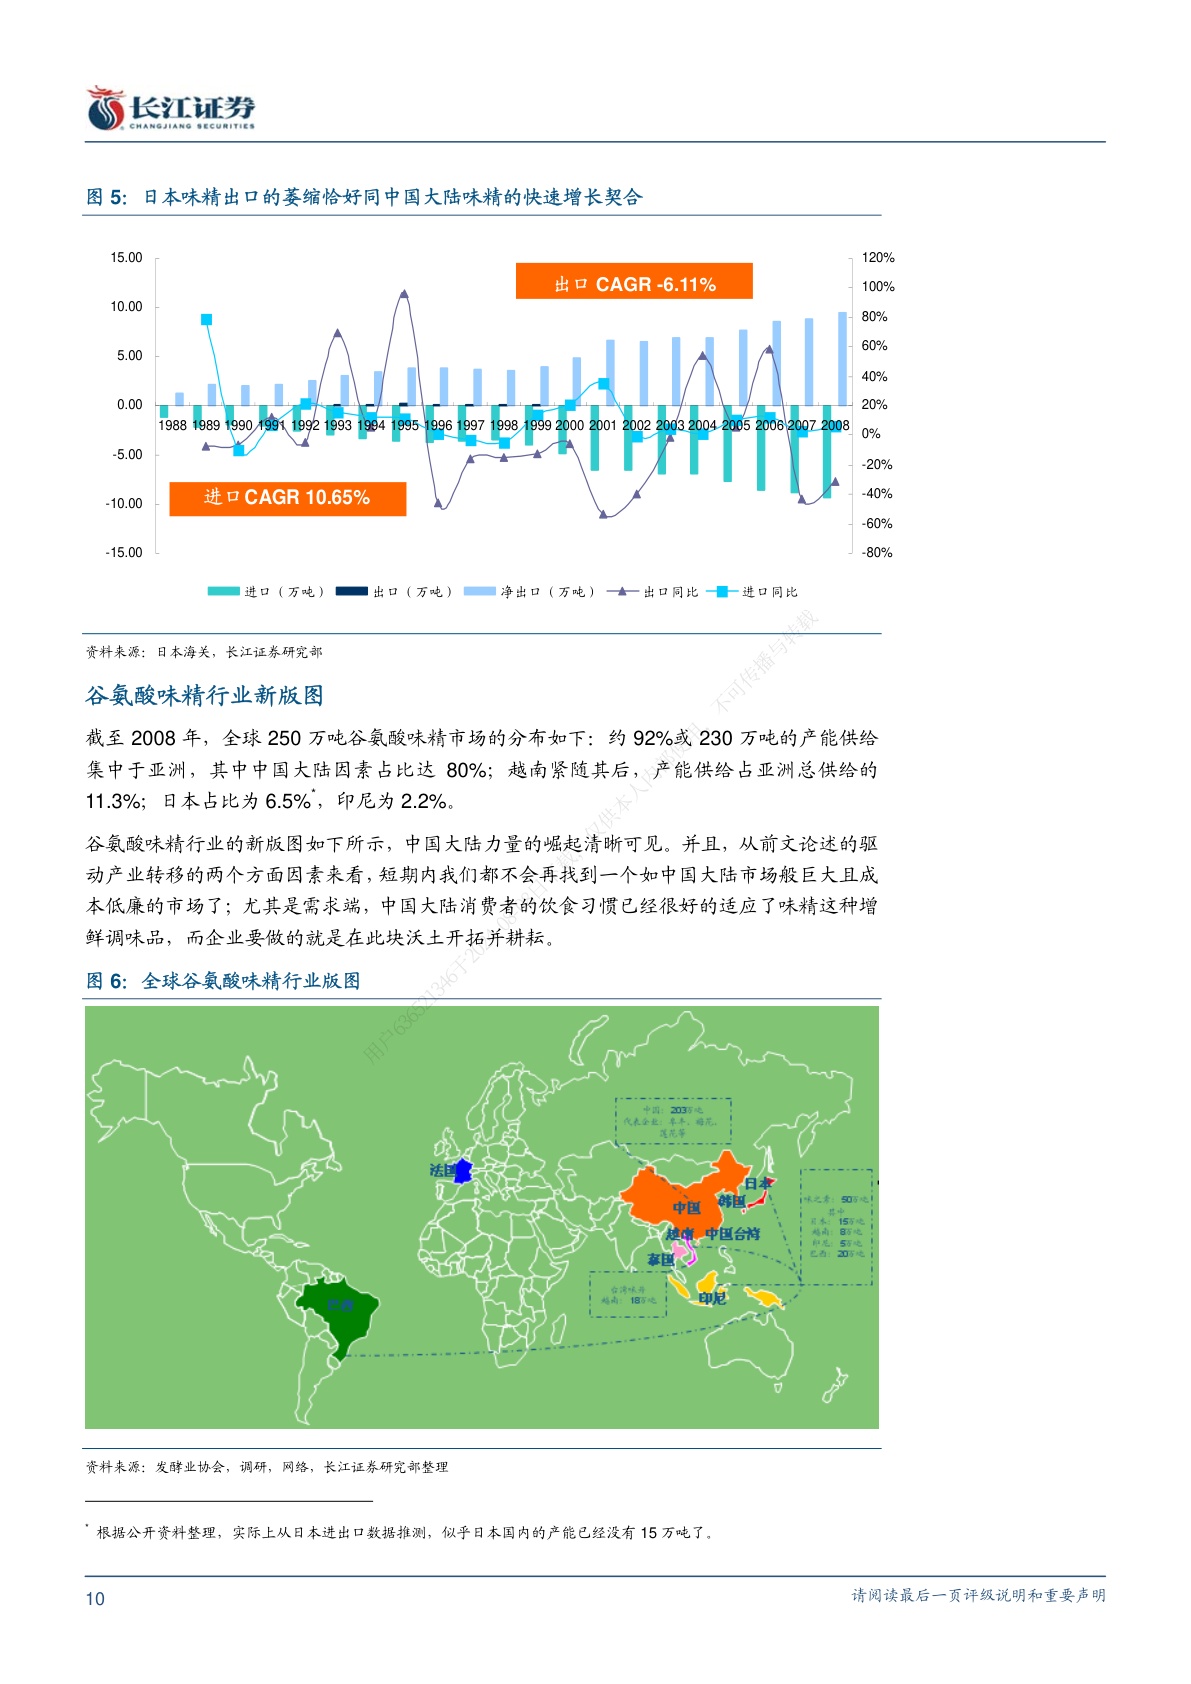 长江证券
CHANGJIANG SECURITIES
图 5：日本味精出口的萎缩恰好同中国大陆味精的快速增长契合
15.00
10.00
5.00
0.00
-5.00
-10.00
-15.00
120%
100%
80%
60%
40%
20%
0%
-20%
-40%
-60%
-80%
出口 CAGR -6.11%
1988 1989 1990 1991 1992 1993 1994 1995 1996 1997 1998 1999 2000 2001 2002 2003 2004 2005 2006 2007 2008
进口CAGR 10.65%
进口（万吨） 出口（万吨） 净出口（万吨） 出口同比 进口同比
资料来源：日本海关，长江证券研究部
谷氨酸味精行业新版图
截至 2008 年，全球 250 万吨谷氨酸味精市场的分布如下：约 92%或 230 万吨的产能供给
集中于亚洲，其中中国大陆因素占比达 80%；越南紧随其后，产能供给占亚洲总供给的
11.3%；日本占比为 6.5%*，印尼为 2.2%。
谷氨酸味精行业的新版图如下所示，中国大陆力量的崛起清晰可见。并且，从前文论述的驱
动产业转移的两个方面因素来看，短期内我们都不会再找到一个如中国大陆市场般巨大且成
本低廉的市场了；尤其是需求端，中国大陆消费者的饮食习惯已经很好的适应了味精这种增
鲜调味品，而企业要做的就是在此块沃土开拓并耕耘。
图 6：全球谷氨酸味精行业版图
中国：203万吨
代表企业：阜丰、梅花、
莲花等
法国
日本
韩国
中国
越南 中国台湾
泰国
印尼
巴西
味之素：50万吨
其中
日本：15万吨
越南：8万吨
印尼：5万吨
巴西：20万吨
台湾味丹
越南：18万吨
资料来源：发酵业协会，调研，网络，长江证券研究部整理
* 根据公开资料整理，实际上从日本进出口数据推测，似乎日本国内的产能已经没有 15 万吨了。
10
请阅读最后一页评级说明和重要声明